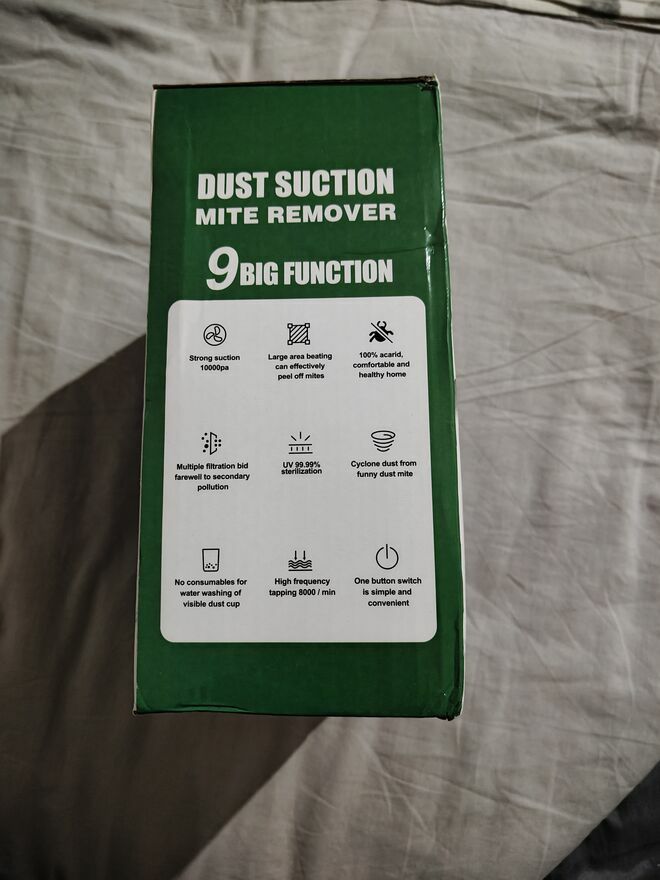 DUST SUCTION
MITE REMOVER
9 BIG FUNCTION
Strong suction
10000pa
Large area beating
can effectively
peel off mites
100% acarid,
comfortable and
healthy home
Multiple filtration bid
farewell to secondary
pollution
UV 99.99%
sterilization
Cyclone dust from
funny dust mite
No consumables for
water washing of
visible dust cup
High frequency
tapping 8000 / min
One button switch
is simple and
convenient